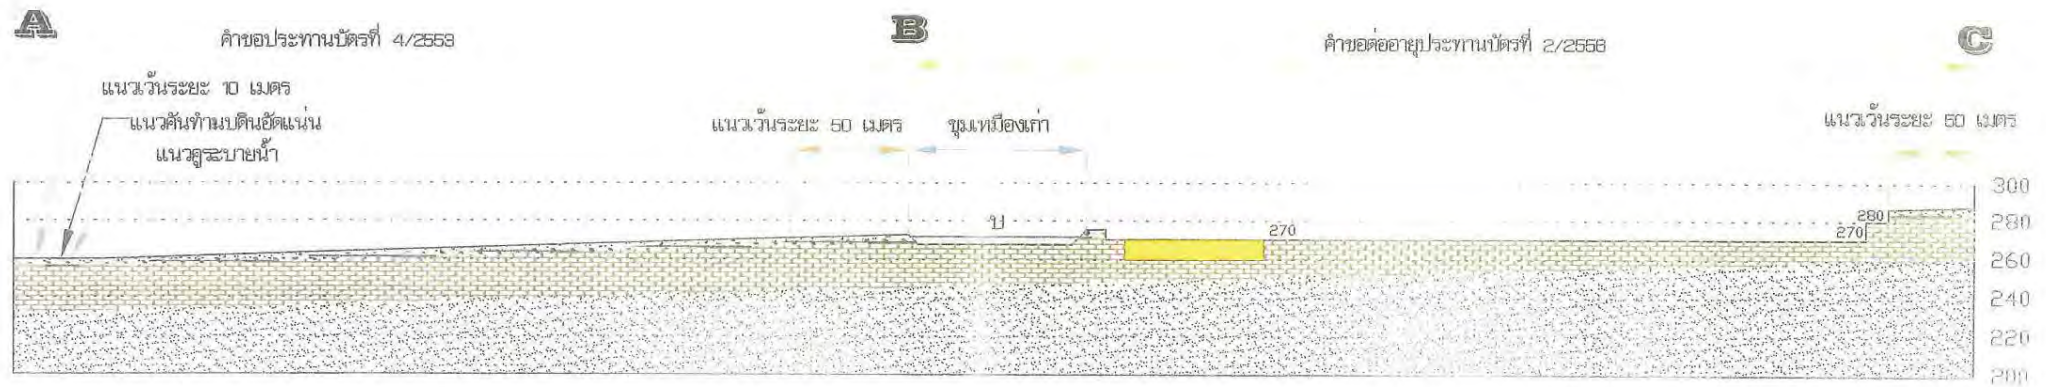 A
B
C
คำขอประทานบัตรที่ 4/2553
คำขอต่ออายุประทานบัตรที่ 2/2558
แนวเว้นระยะ 10 เมตร
แนวคันทำนบดินอัดแน่น
แนวคูระบายน้ำ
แนวเว้นระยะ 50 เมตร
ขุมเหมืองเก่า
แนวเว้นระยะ 50 เมตร
300
280
260
240
220
200
บ
270
280
270